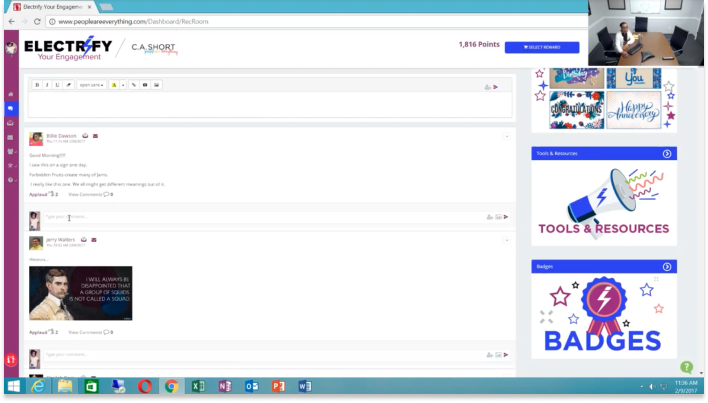 Electrify Your Engageme
www.peopleareeverything.com/Dashboard/RecRoom
ELECTRIFY
Your Engagement
C.A.SHORT
1,816 Points
SELECT REWARD
B I U
open sans
A
Birthday
You
CONGRATULATIONS
Happy
Anniversary
Billie Dawson
Good Morning!!!!
I saw this on a sign one day.
Forbidden fruits create many of jams.
I really like this one. We all might get different meanings out of it.
Applaud 2 View Comments 0
Type your comment...
Jerry Walters
Hmmm...
I WILL ALWAYS BE
DISAPPOINTED THAT
A GROUP OF SQUIDS
IS NOT CALLED A SQUAD.
Applaud 2 View Comments 0
Type your comment...
Tools & Resources
TOOLS & RESOURCES
Badges
BADGES
11:36 AM
2/9/2017